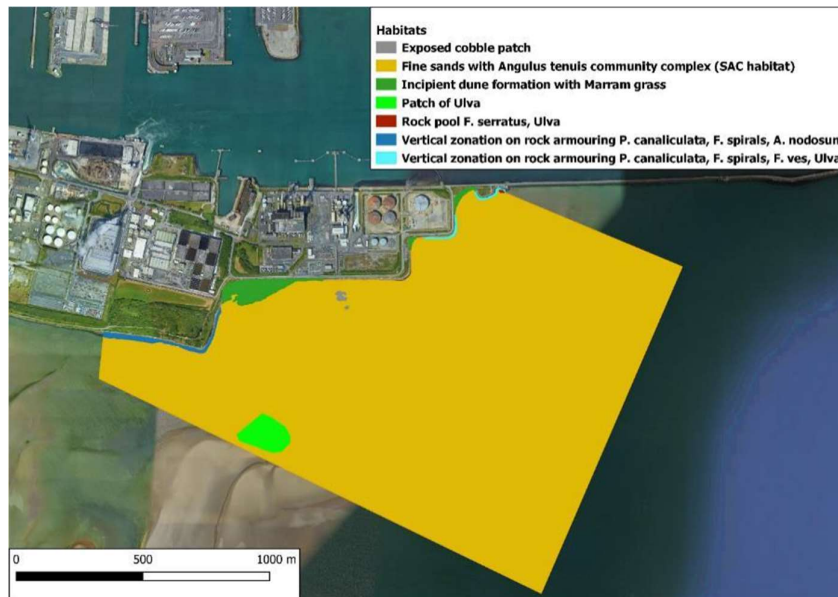 Habitats
Exposed cobble patch
Fine sands with Angulus tenuis community complex (SAC habitat)
Incipient dune formation with Marram grass
Patch of Ulva
Rock pool F. serratus, Ulva
Vertical zonation on rock armouring P. canaliculata, F. spirals, A. nodosun
Vertical zonation on rock armouring P. canaliculata, F. spirals, F. ves, Ulva
0 500 1000 m